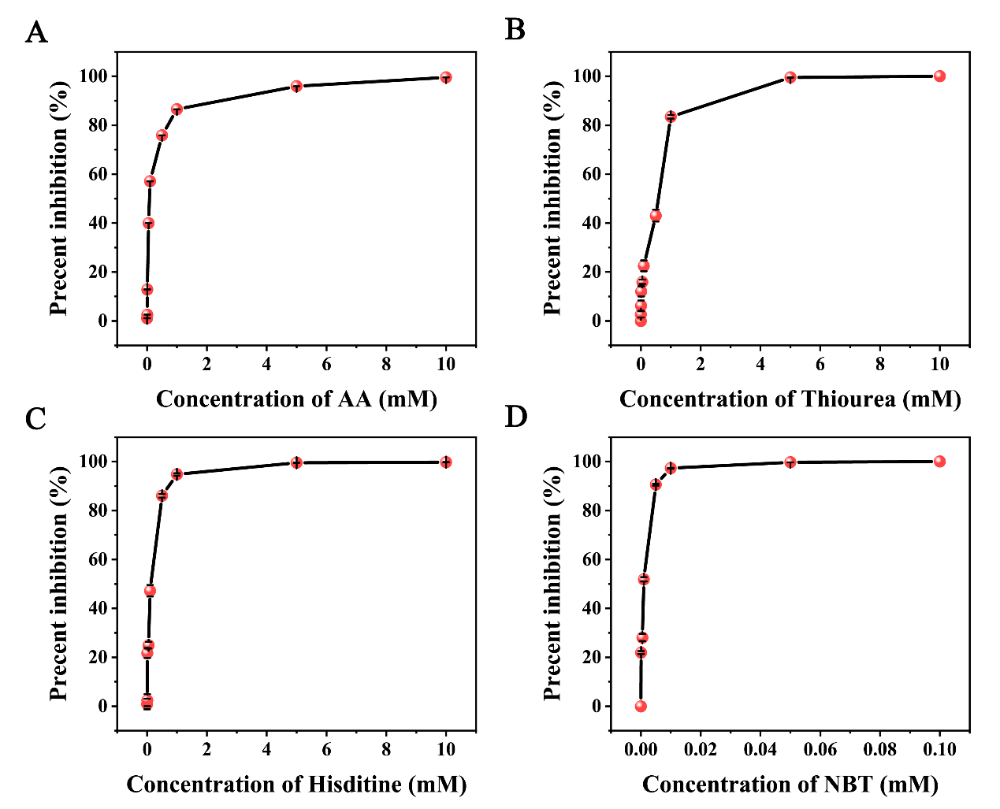 A
B
Precent inhibition (%)
100
80
60
40
20
0
0 2 4 6 8 10
Concentration of AA (mM)
Precent inhibition (%)
100
80
60
40
20
0
0 2 4 6 8 10
Concentration of Thiourea (mM)
C
D
Precent inhibition (%)
100
80
60
40
20
0
0 2 4 6 8 10
Concentration of Hisditine (mM)
Precent inhibition (%)
100
80
60
40
20
0
0.00 0.02 0.04 0.06 0.08 0.10
Concentration of NBT (mM)